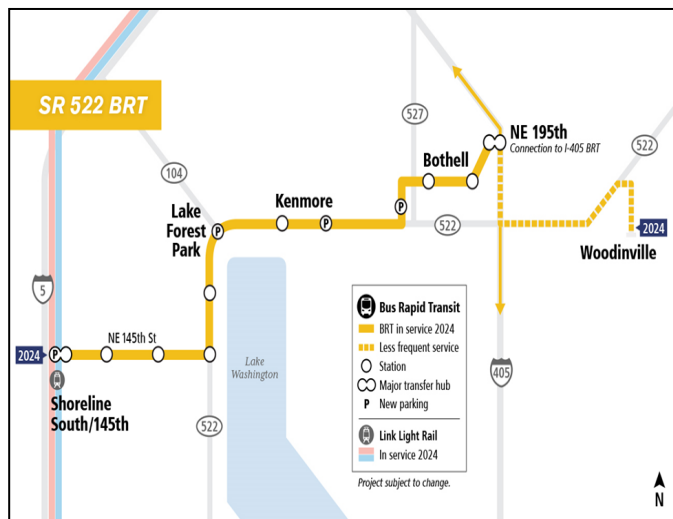 SR 522 BRT
527
NE 195th
Connection to I-405 BRT
522
Bothell
104
Kenmore
Lake
Forest
Park
P
P
P
522
2024
Woodinville
5
NE 145th St
2024
P
Shoreline
South/145th
522
Lake
Washington
405
Bus Rapid Transit
BRT in service 2024
Less frequent service
Station
Major transfer hub
P New parking
Link Light Rail
In service 2024
Project subject to change.
N